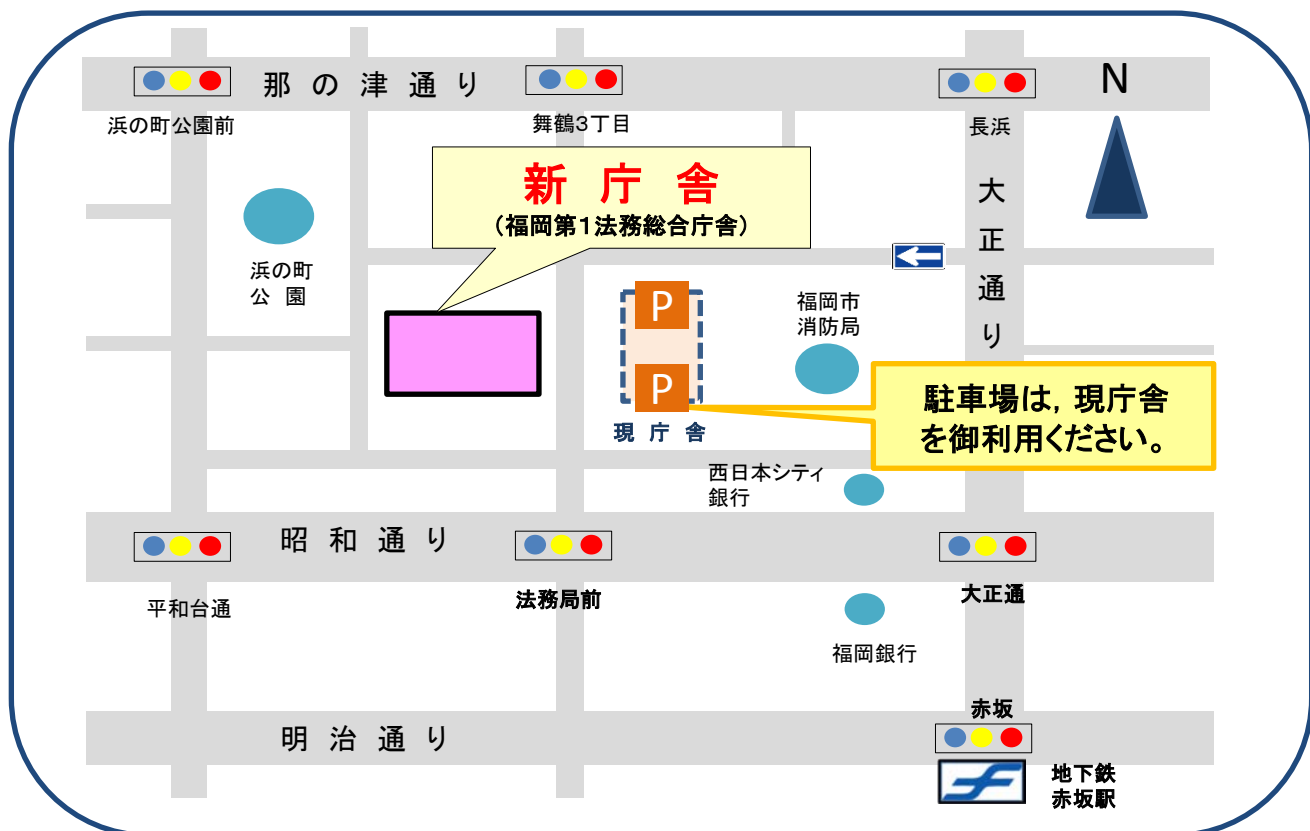 那の津通り
N
浜の町公園前
舞鶴3丁目
長浜
新庁舎
(福岡第1法務総合庁舎)
大正通り
浜の町
公園
P
P
現庁舎
福岡市
消防局
駐車場は,現庁舎
を御利用ください。
西日本シティ
銀行
昭和通り
平和台通
法務局前
大正通
福岡銀行
明治通り
赤坂
地下鉄
赤坂駅